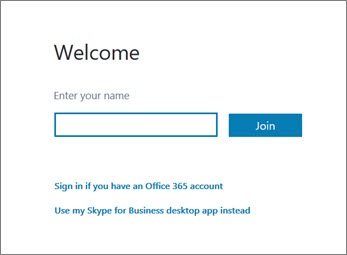 Welcome
Enter your name
Join
Sign in if you have an Office 365 account
Use my Skype for Business desktop app instead